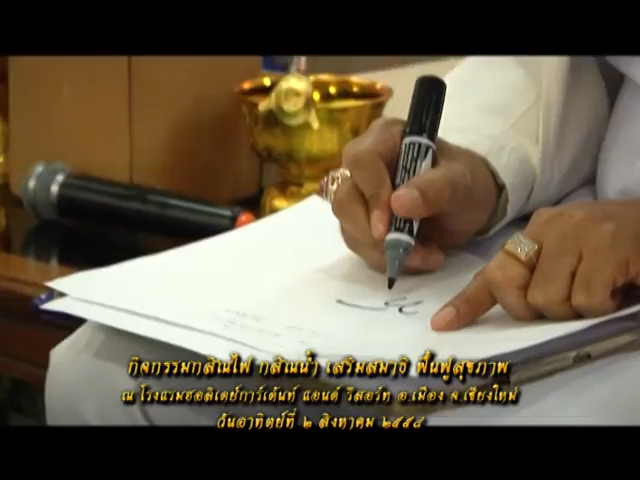 กิจกรรมกสิณไฟ กสิณน้ำ เสริมสมาธิ ฟื้นฟูสุขภาพ
ณ โรงแรมฮอลิเดย์การ์เด้นท์ แอนด์ รีสอร์ท อ.เมือง จ.เชียงใหม่
วันอาทิตย์ที่ ๒ สิงหาคม ๒๕๕๔